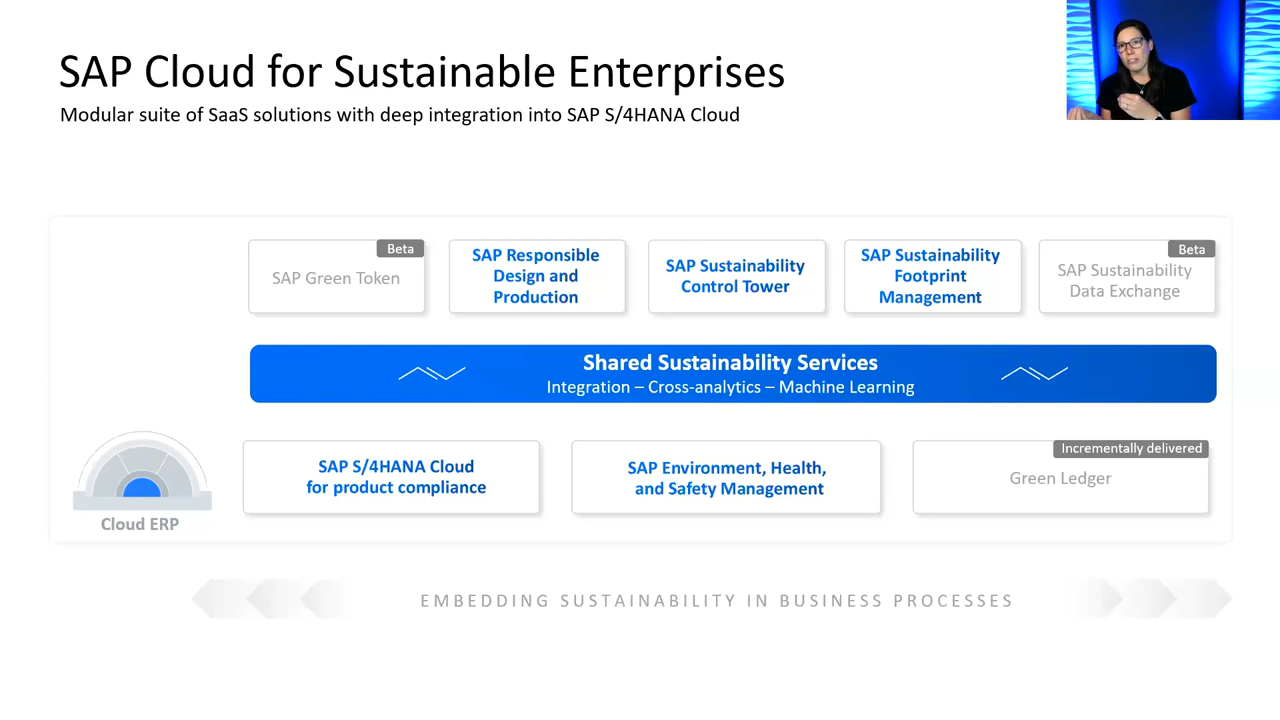 SAP Cloud for Sustainable Enterprises
Modular suite of SaaS solutions with deep integration into SAP S/4HANA Cloud
Beta
SAP Green Token
SAP Responsible
Design and
Production
SAP Sustainability
Control Tower
SAP Sustainability
Footprint
Management
Beta
SAP Sustainability
Data Exchange
Shared Sustainability Services
Integration – Cross-analytics – Machine Learning
Cloud ERP
SAP S/4HANA Cloud
for product compliance
SAP Environment, Health,
and Safety Management
Incrementally delivered
Green Ledger
EMBEDDING SUSTAINABILITY IN BUSINESS PROCESSES